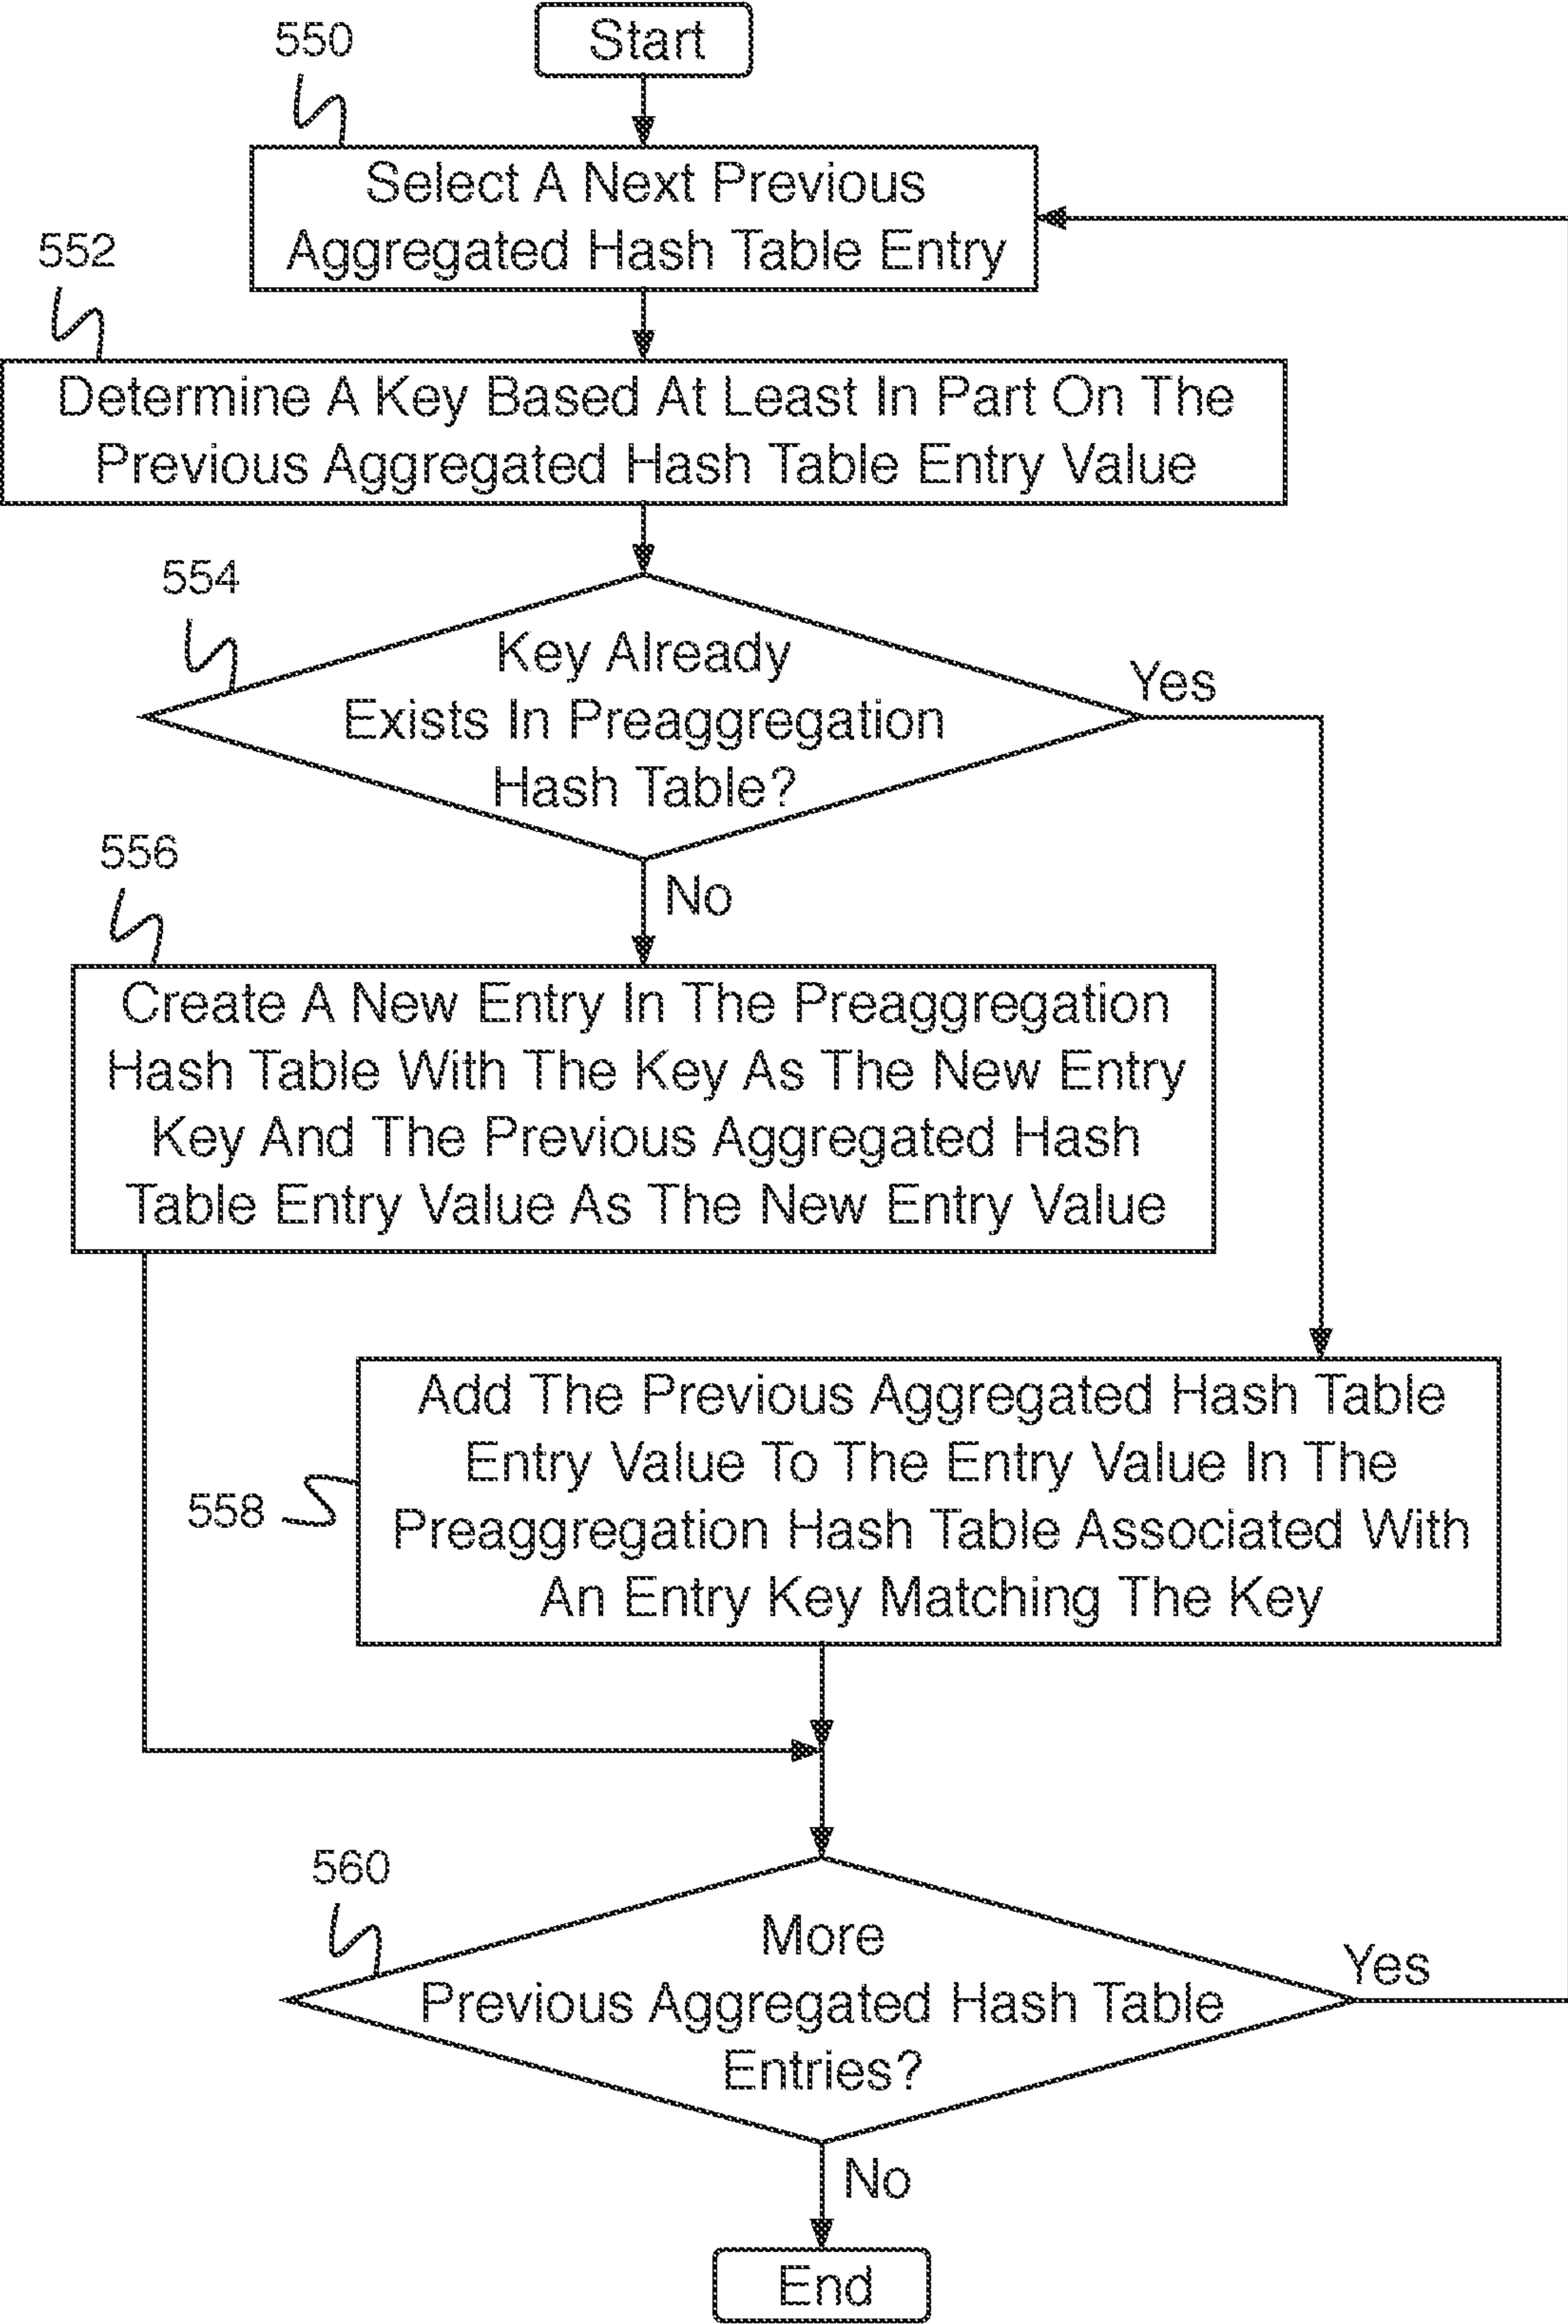 Start
550
Select A Next Previous
Aggregated Hash Table Entry
552
Determine A Key Based At Least In Part On The
Previous Aggregated Hash Table Entry Value
554
Key Already
Exists In Preaggregation
Hash Table?
Yes
No
556
Create A New Entry In The Preaggregation
Hash Table With The Key As The New Entry
Key And The Previous Aggregated Hash
Table Entry Value As The New Entry Value
558
Add The Previous Aggregated Hash Table
Entry Value To The Entry Value In The
Preaggregation Hash Table Associated With
An Entry Key Matching The Key
560
More
Previous Aggregated Hash Table
Entries?
Yes
No
End